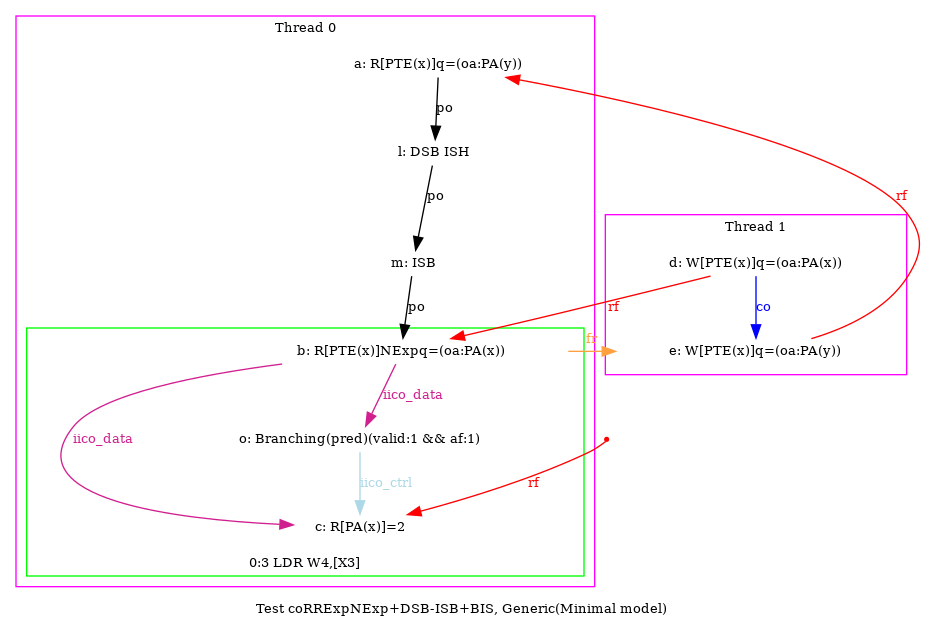 Thread 0
a: R[PTE(x)]q=(oa:PA(y))
po
l: DSB ISH
po
rf
Thread 1
m: ISB
d: W[PTE(x)]q=(oa:PA(x))
po
rf
co
b: R[PTE(x)]NExpq=(oa:PA(x))
fr
e: W[PTE(x)]q=(oa:PA(y))
iico_data
iico_data
o: Branching(pred)(valid:1 && af:1)
iico_ctrl
rf
c: R[PA(x)]=2
0:3 LDR W4,[X3]
Test coRRExpNExp+DSB-ISB+BIS, Generic(Minimal model)